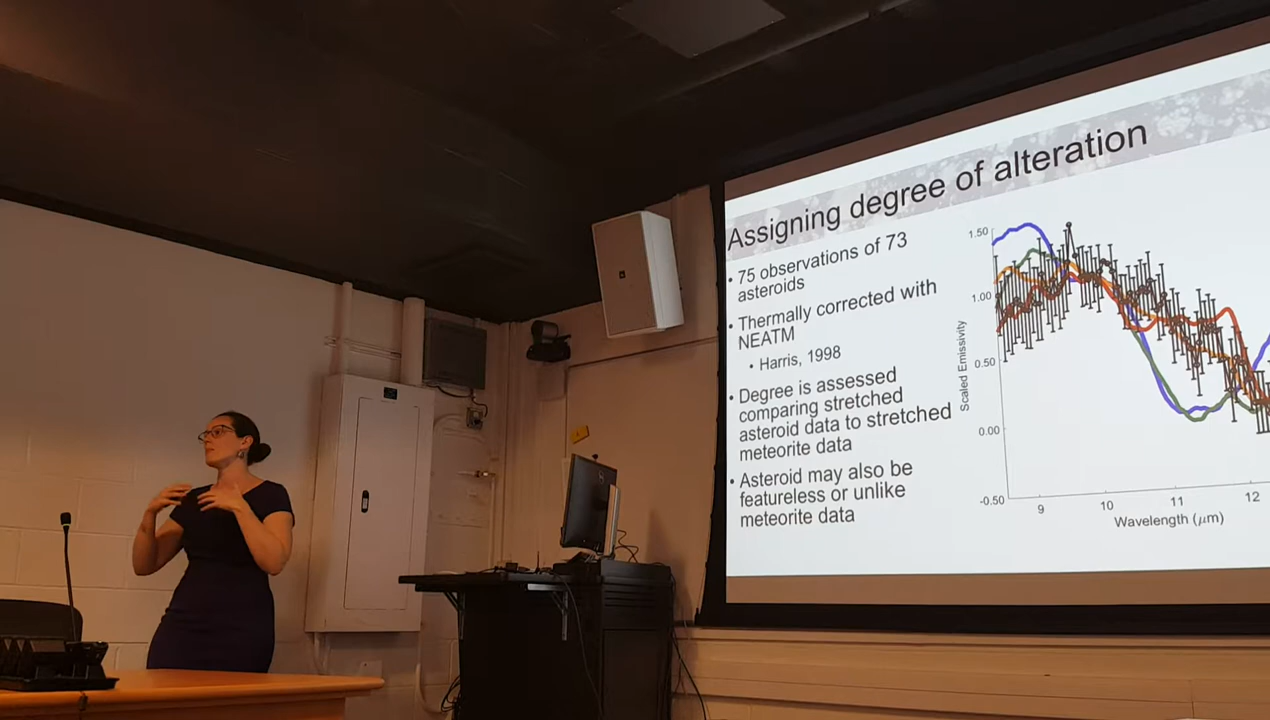 Assigning degree of alteration
• 75 observations of 73
asteroids
• Thermally corrected with
NEATM
• Harris, 1998
• Degree is assessed
comparing stretched
asteroid data to stretched
meteorite data
• Asteroid may also be
featureless or unlike
meteorite data
1.50
1.00
0.50
0.00
-0.50
Scaled Emissivity
9
10
11
12
Wavelength (μm)